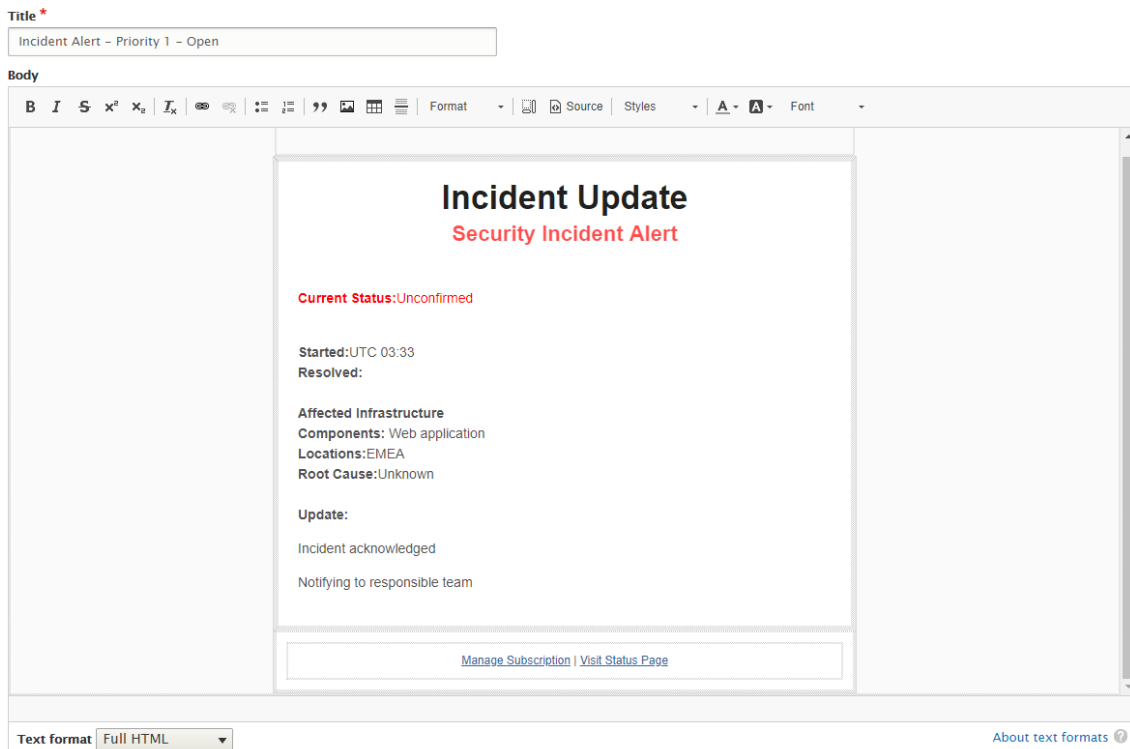 Title *
Incident Alert – Priority 1 – Open
Body
Format
Source
Styles
Font
Incident Update
Security Incident Alert
Current Status:Unconfirmed
Started:UTC 03:33
Resolved:
Affected Infrastructure
Components: Web application
Locations:EMEA
Root Cause:Unknown
Update:
Incident acknowledged
Notifying to responsible team
Manage Subscription | Visit Status Page
Text format Full HTML
About text formats ?